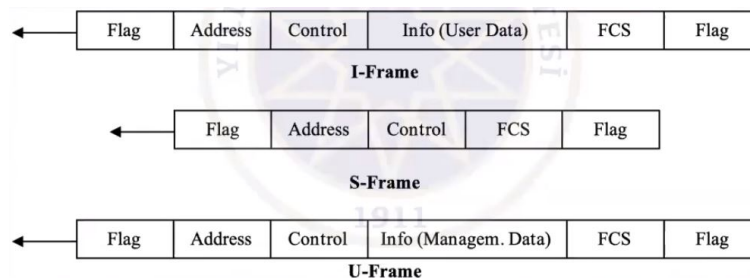 Flag Address Control Info (User Data) FCS Flag
I-Frame
Flag Address Control FCS Flag
S-Frame
1911
Flag Address Control Info (Managem. Data) FCS Flag
U-Frame